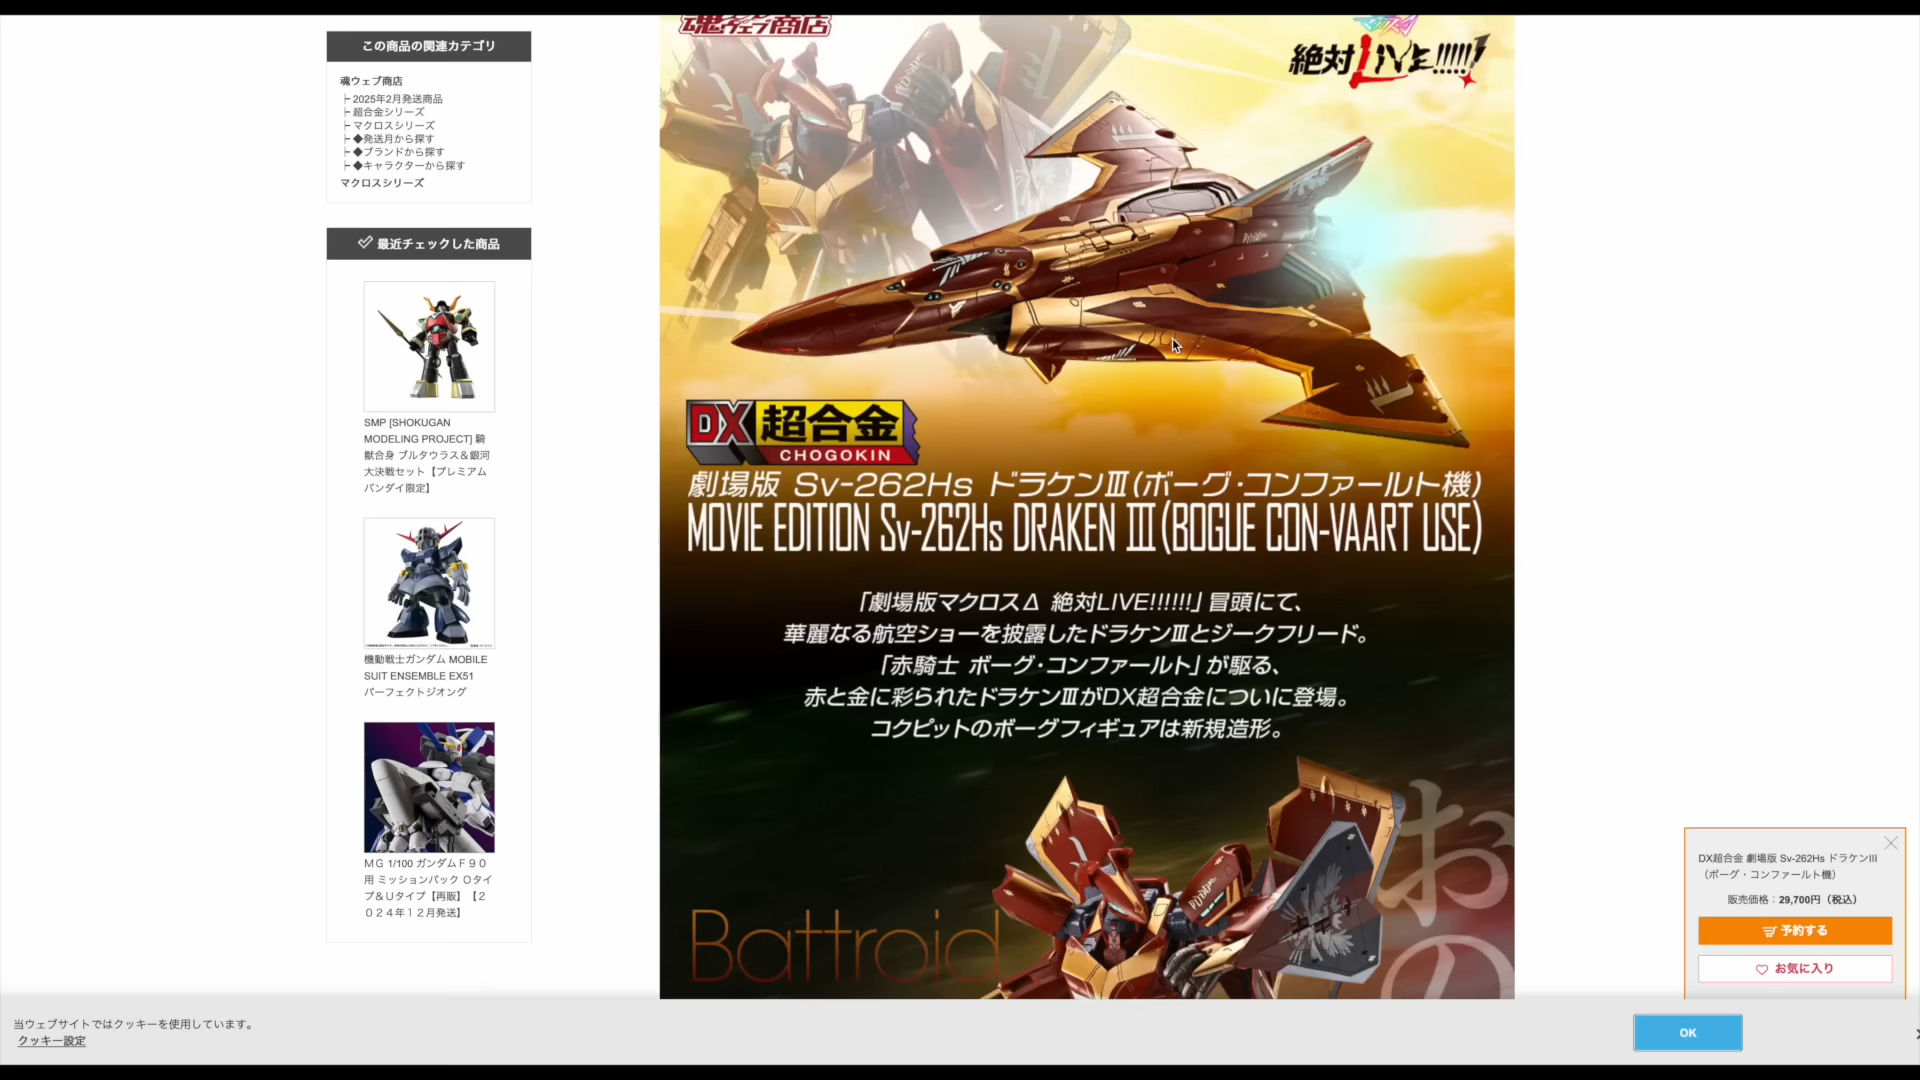 この商品の関連カテゴリ
魂ウェブ商店
├2025年2月発送商品
├超合金シリーズ
├マクロスシリーズ
├◆発送月から探す
├◆ブランドから探す
├◆キャラクターから探す
マクロスシリーズ
最近チェックした商品
SMP [SHOKUGAN
MODELING PROJECT] 騎
獣合身 ブルタウラス＆銀河
大決戦セット【プレミアム
バンダイ限定】
機動戦士ガンダム MOBILE
SUIT ENSEMBLE EX51
パーフェクトジオング
ＭＧ 1/100 ガンダムＦ９０
用 ミッションパック Ｏタイ
プ＆Ｕタイプ【再販】【２
０２４年１２月発送】
魂ウェブ商店
絶対LIVE!!!!!!
DX超合金
CHOGOKIN
劇場版 Sv-262Hs ドラケンⅢ(ボーグ・コンファールト機)
MOVIE EDITION Sv-262Hs DRAKEN III (BOGUE CON-VAART USE)
「劇場版マクロスΔ 絶対LIVE!!!!!!」冒頭にて、
華麗なる航空ショーを披露したドラケンⅢとジークフリード。
「赤騎士 ボーグ・コンファールト」が駆る、
赤と金に彩られたドラケンⅢがDX超合金についに登場。
コクピットのボーグフィギュアは新規造形。
Battroid
おの
DX超合金 劇場版 Sv-262Hs ドラケンIII
（ボーグ・コンファールト機）
販売価格：29,700円（税込）
予約する
お気に入り
当ウェブサイトではクッキーを使用しています。
クッキー設定
OK